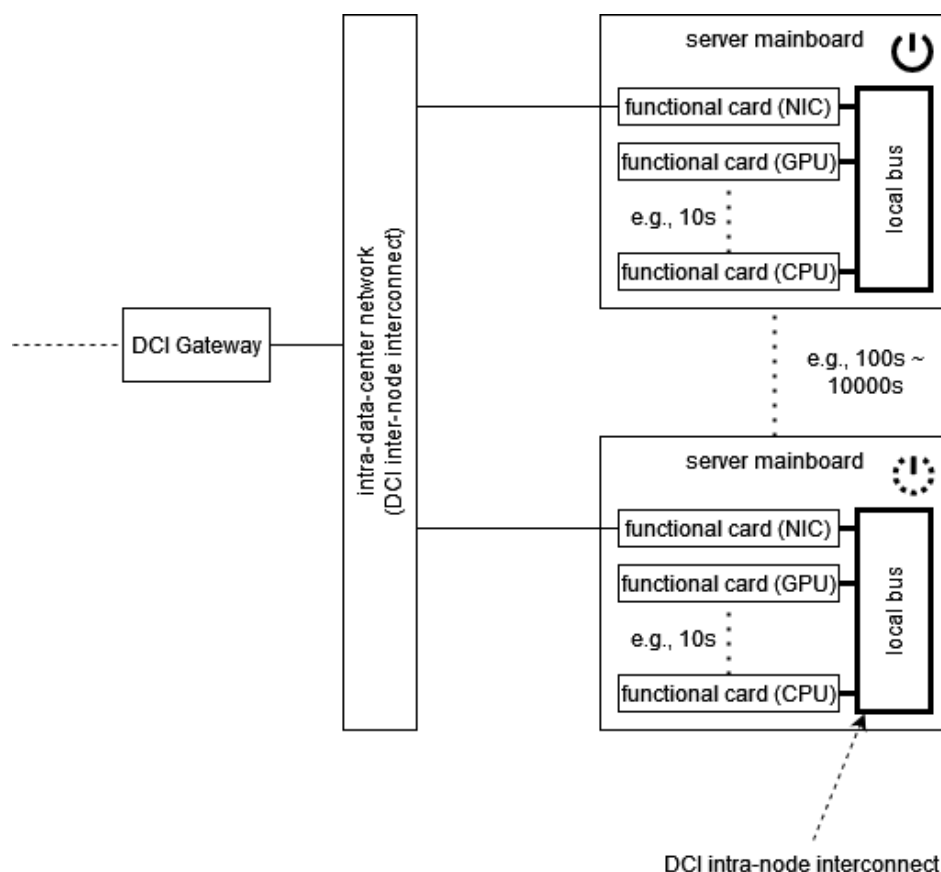 server mainboard
functional card (NIC)
functional card (GPU)
e.g., 10s
functional card (CPU)
local bus
intra-data-center network
(DCI inter-node interconnect)
DCI Gateway
e.g., 100s ~
10000s
server mainboard
functional card (NIC)
functional card (GPU)
e.g., 10s
functional card (CPU)
local bus
DCI intra-node interconnect